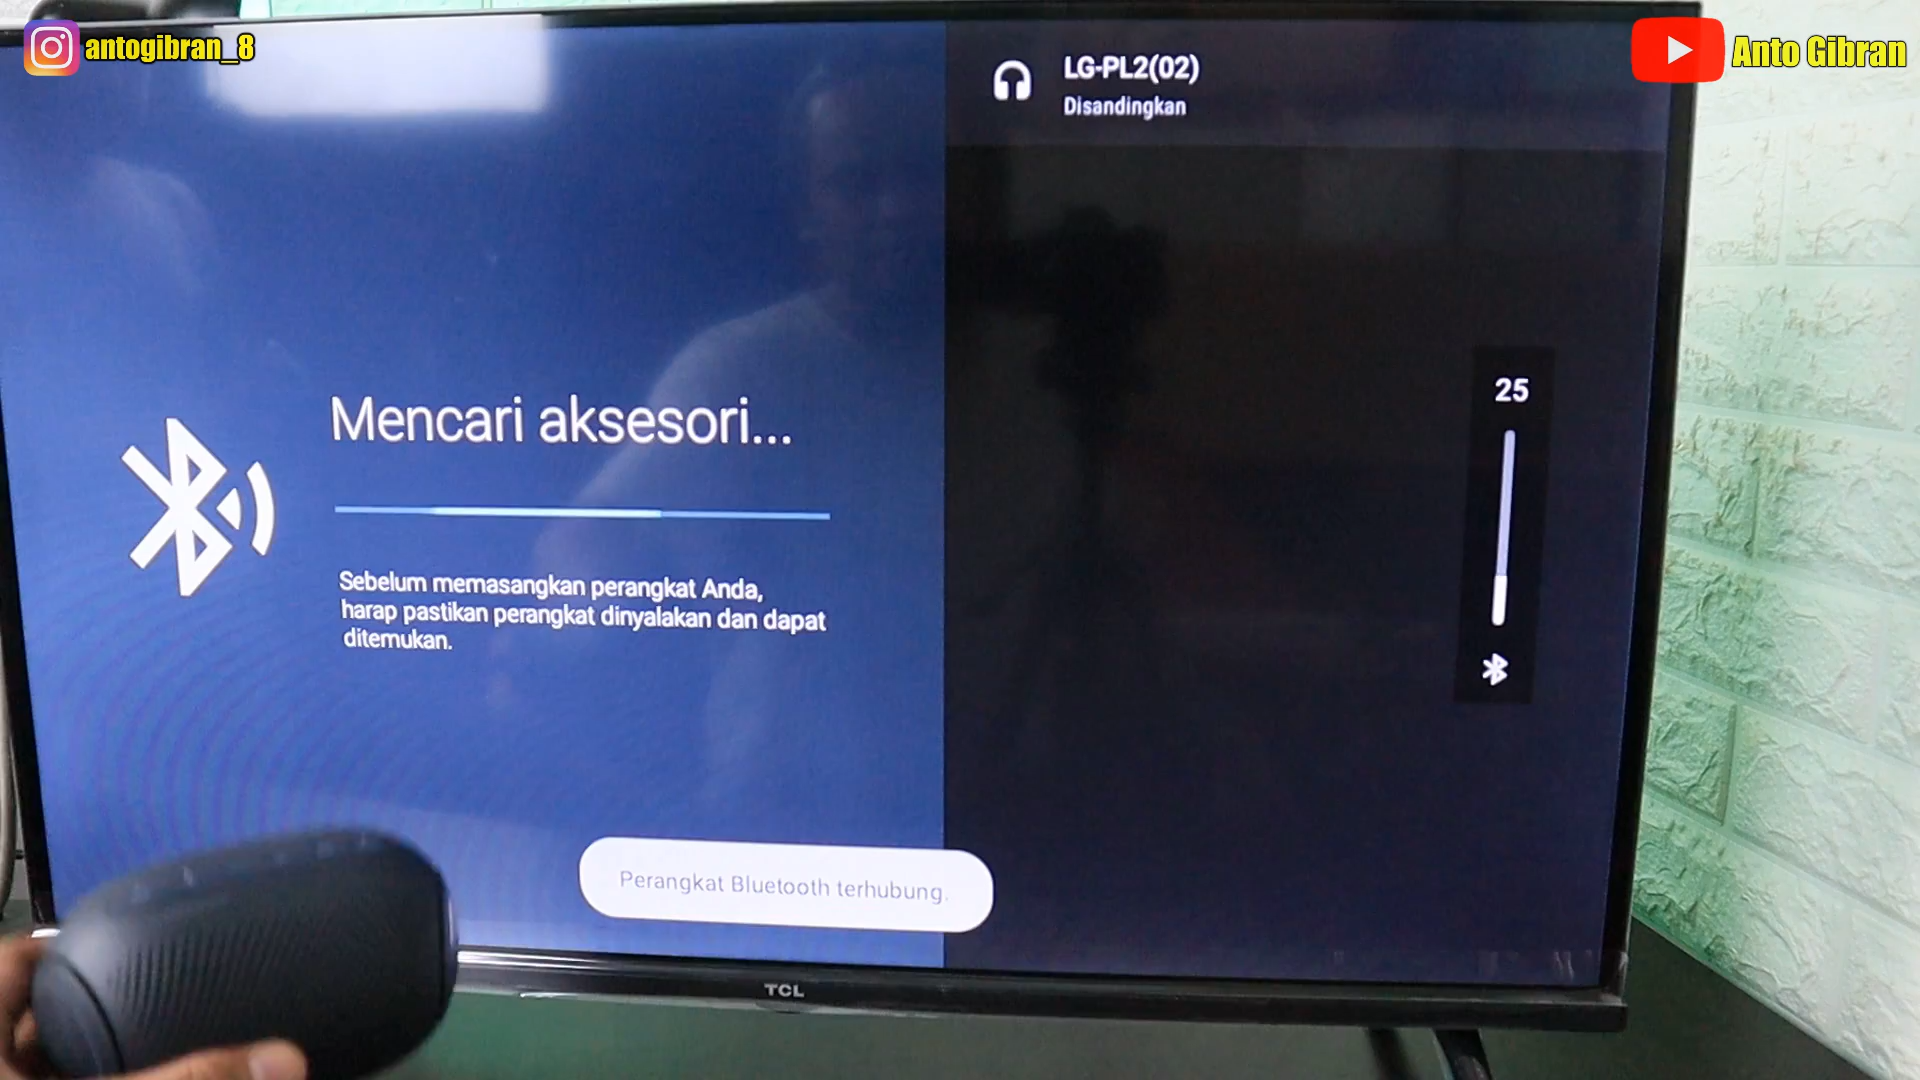 antogibran_8
Anto Gibran
LG-PL2(02)
Disandingkan
25
Mencari aksesori...
Sebelum memasangkan perangkat Anda,
harap pastikan perangkat dinyalakan dan dapat
ditemukan.
Perangkat Bluetooth terhubung.
TCL